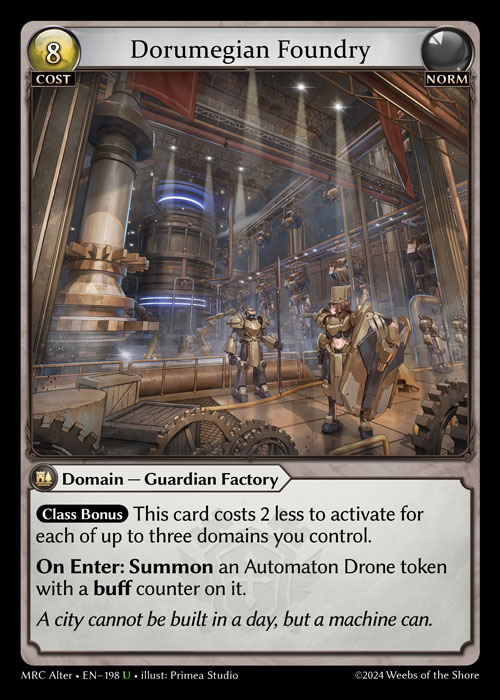 8
Dorumegian Foundry
COST
NORM
Domain — Guardian Factory
Class Bonus This card costs 2 less to activate for
each of up to three domains you control.
On Enter: Summon an Automaton Drone token
with a buff counter on it.
A city cannot be built in a day, but a machine can.
MRC Alter • EN–198 U • illust: Primea Studio
©2024 Weebs of the Shore